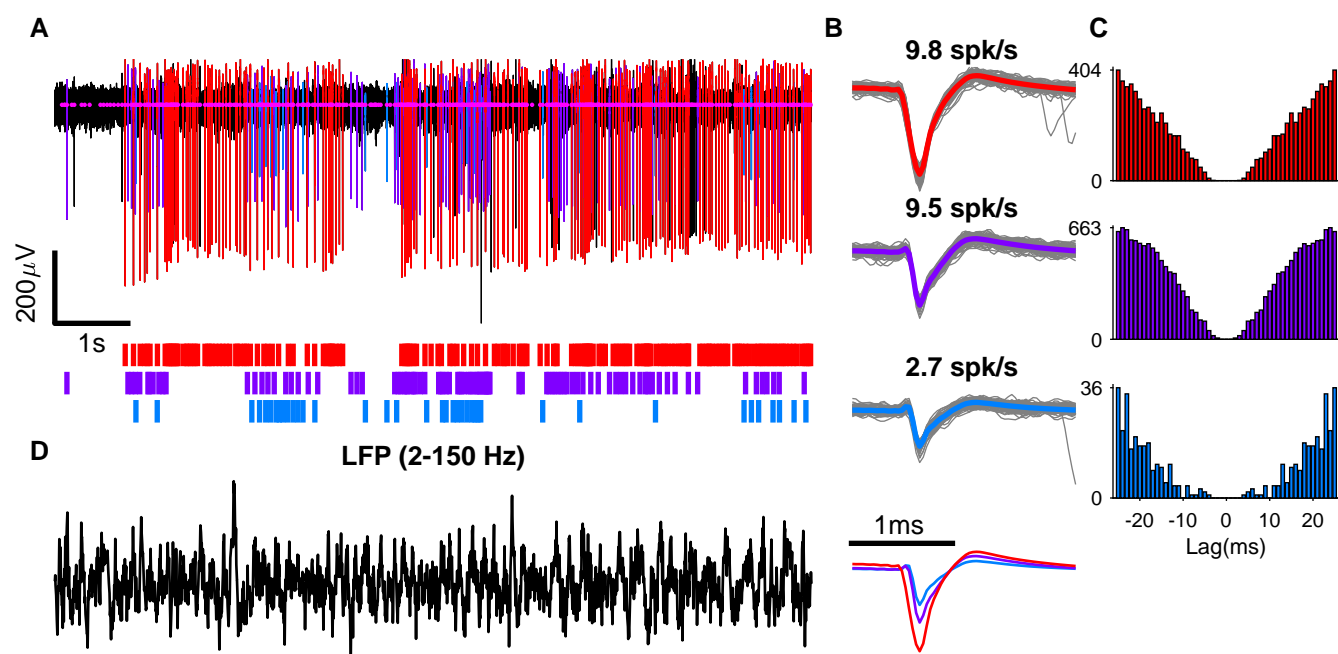 A
B
C
9.8 spk/s
404
0
200μV
1s
9.5 spk/s
663
0
2.7 spk/s
36
0
-20 -10 0 10 20
Lag(ms)
D
LFP (2-150 Hz)
1ms